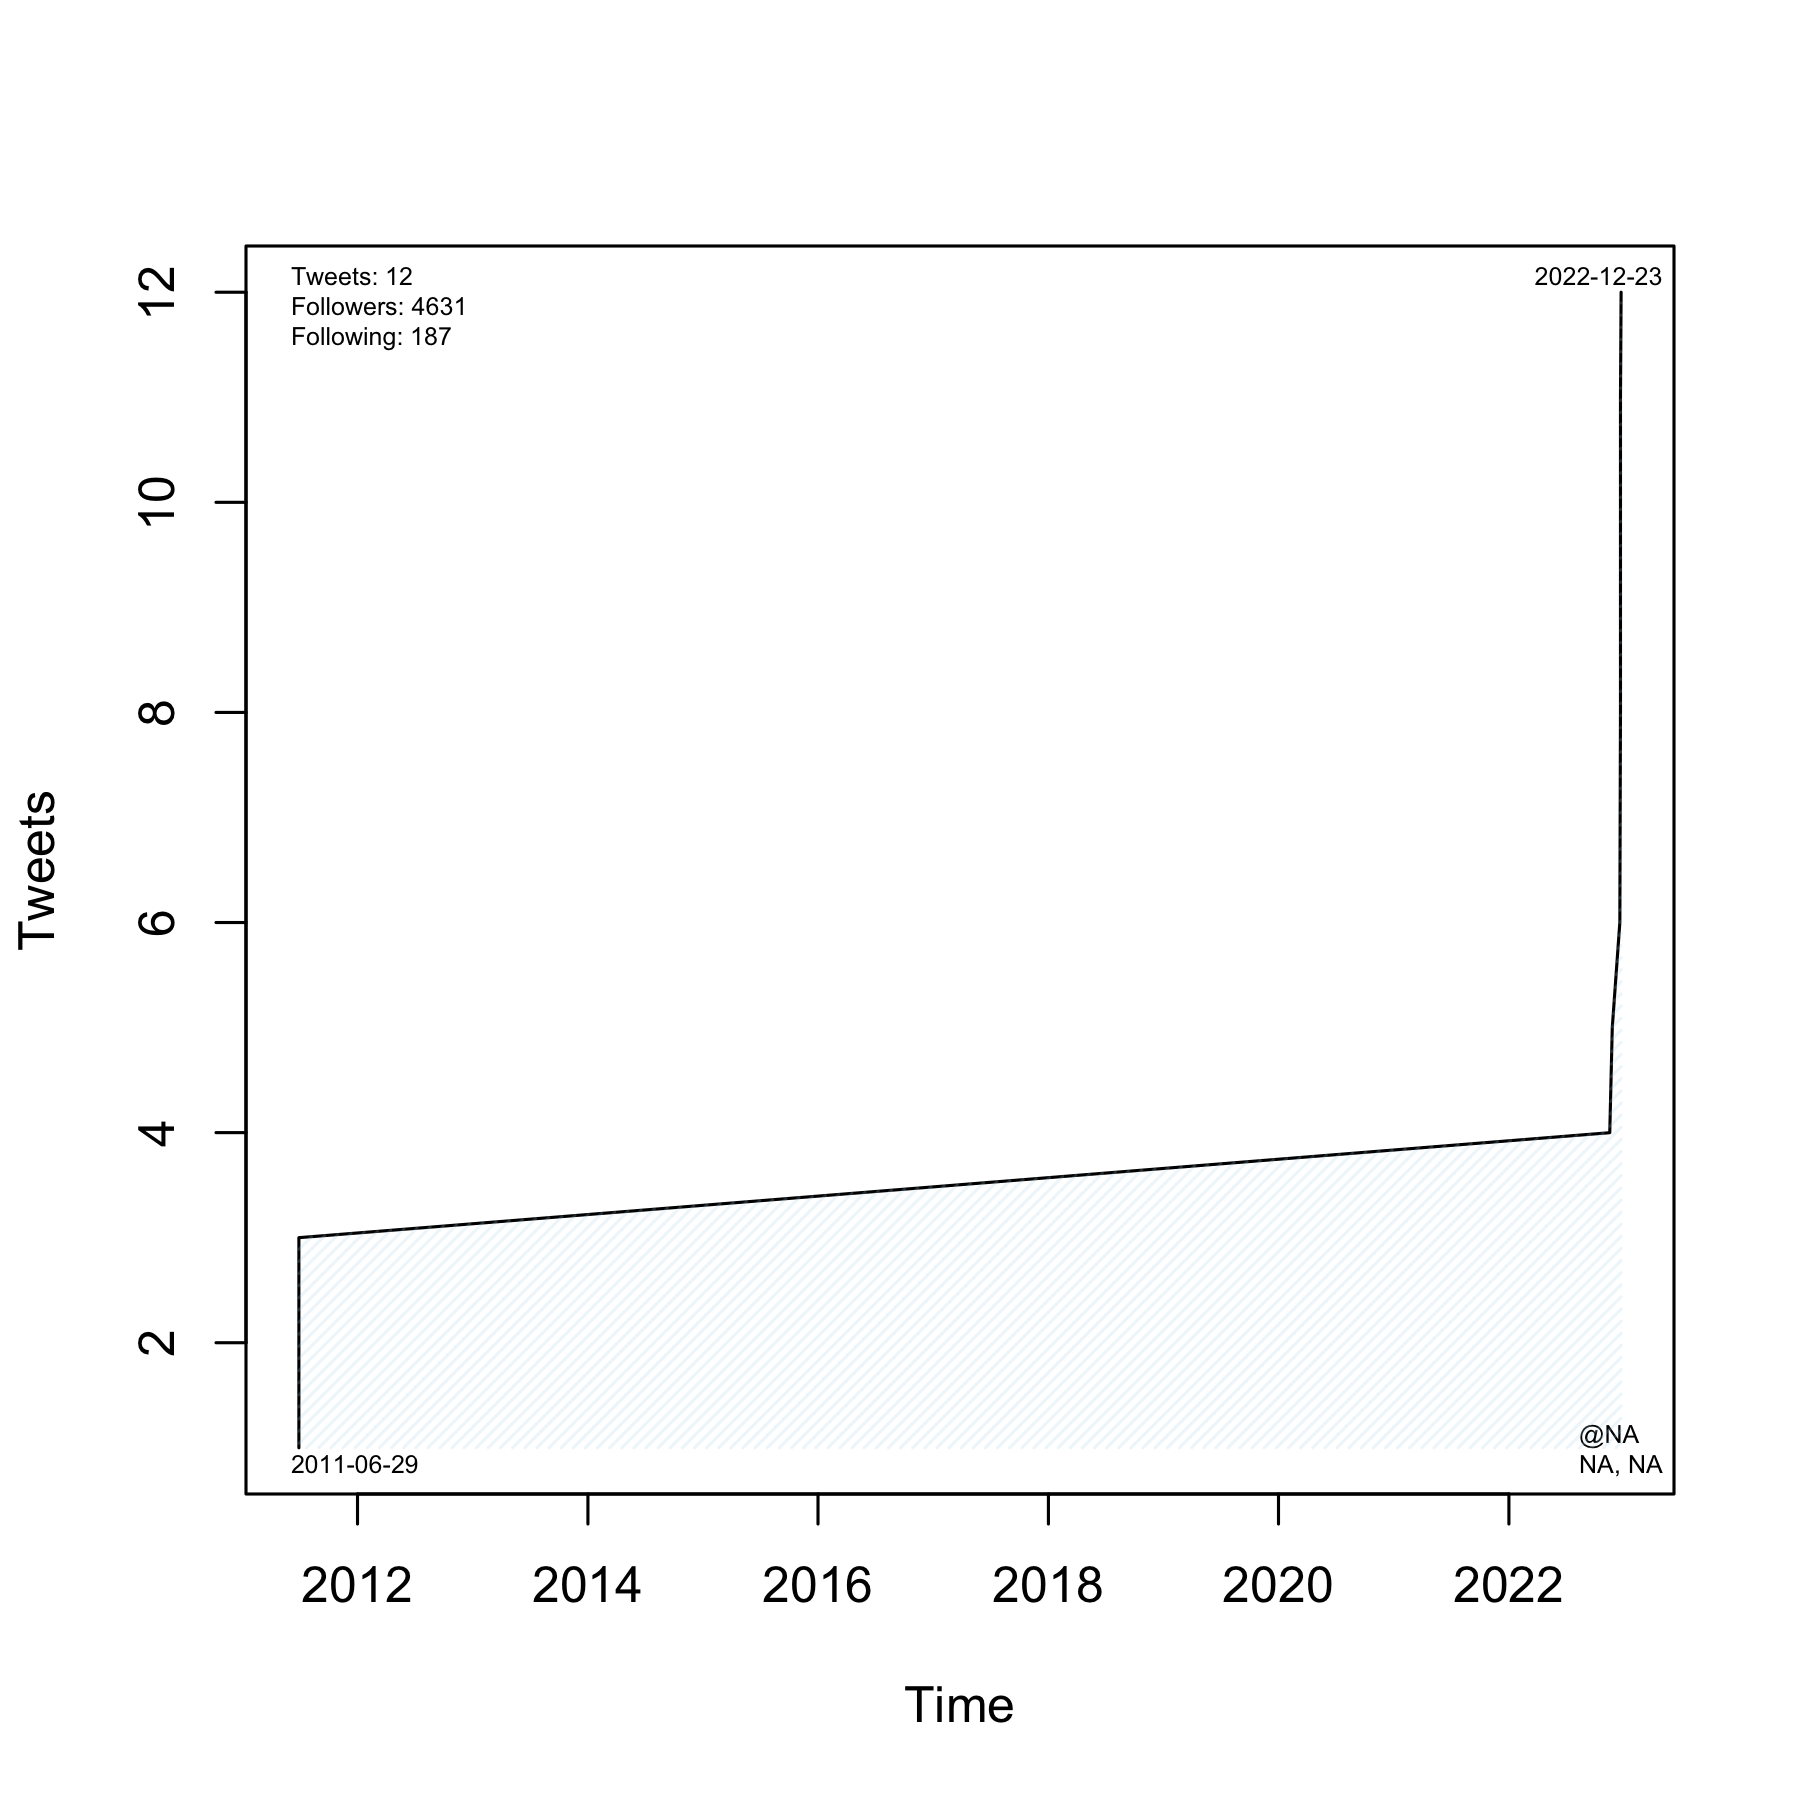 Tweets: 12
Followers: 4631
Following: 187
2022-12-23
12
10
8
6
4
2
Tweets
@NA
NA, NA
2011-06-29
2012 2014 2016 2018 2020 2022
Time